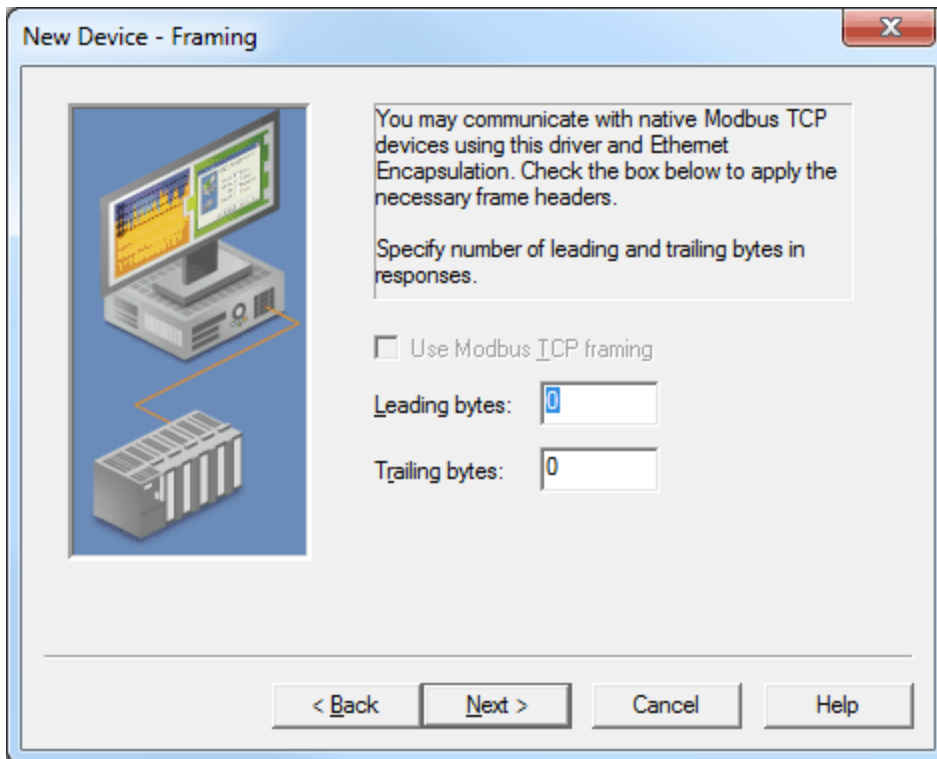 New Device - Framing
You may communicate with native Modbus TCP
devices using this driver and Ethernet
Encapsulation. Check the box below to apply the
necessary frame headers.
Specify number of leading and trailing bytes in
responses.
Use Modbus TCP framing
Leading bytes: 0
Trailing bytes: 0
< Back Next > Cancel Help